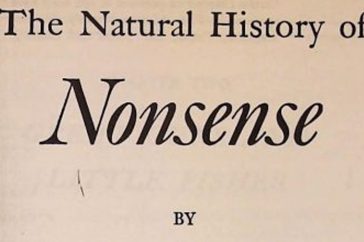 The Natural History of
Nonsense
BY